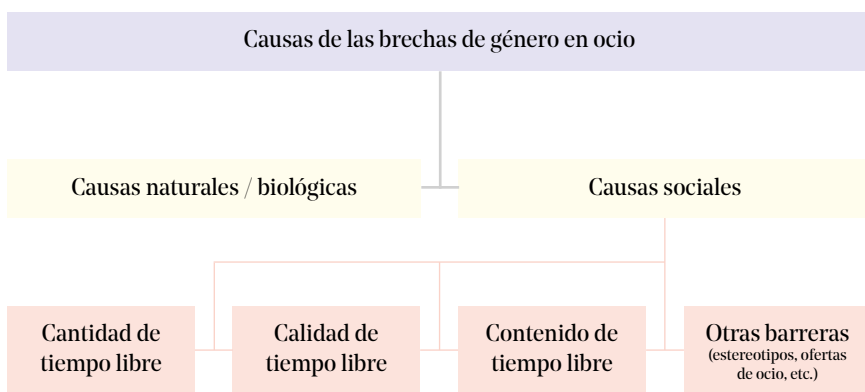 Causas de las brechas de género en ocio
Causas naturales / biológicas
Causas sociales
Cantidad de
tiempo libre
Calidad de
tiempo libre
Contenido de
tiempo libre
Otras barreras
(estereotipos, ofertas
de ocio, etc.)